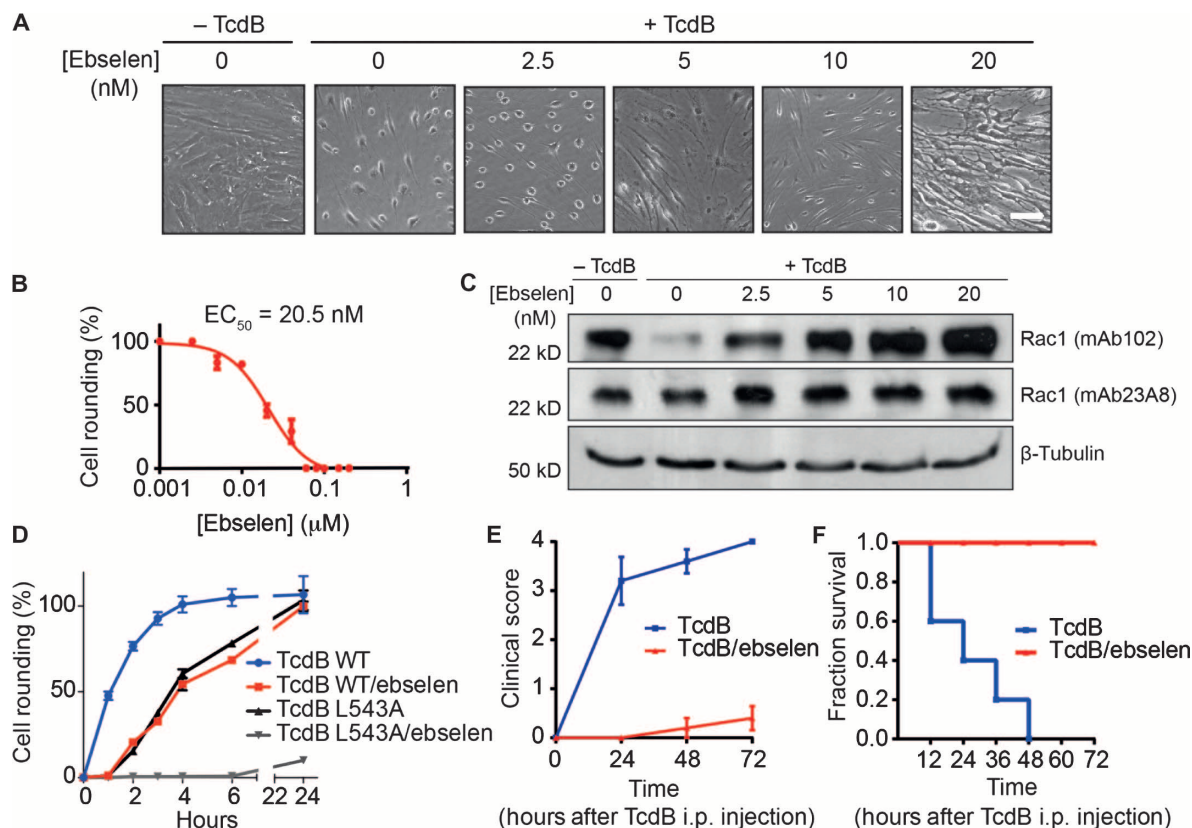 A
– TcdB
+ TcdB
[Ebselen]
(nM)
0
0
2.5
5
10
20
B
EC50 = 20.5 nM
Cell rounding (%)
100
50
0
0.001
0.01
0.1
1
[Ebselen] (μM)
C
– TcdB
+ TcdB
[Ebselen]
(nM)
0
0
2.5
5
10
20
22 kD
Rac1 (mAb102)
22 kD
Rac1 (mAb23A8)
50 kD
β-Tubulin
D
Cell rounding (%)
100
50
0
TcdB WT
TcdB WT/ebselen
TcdB L543A
TcdB L543A/ebselen
0
2
4
6
22
24
Hours
E
Clinical score
4
3
2
1
0
TcdB
TcdB/ebselen
0
24
48
72
Time
(hours after TcdB i.p. injection)
F
Fraction survival
1.0
0.8
0.6
0.4
0.2
0.0
TcdB
TcdB/ebselen
12
24
36
48
60
72
Time
(hours after TcdB i.p. injection)